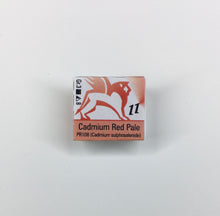 11
Cadmium Red Pale
PR108 (Cadmium sulphoselenide)